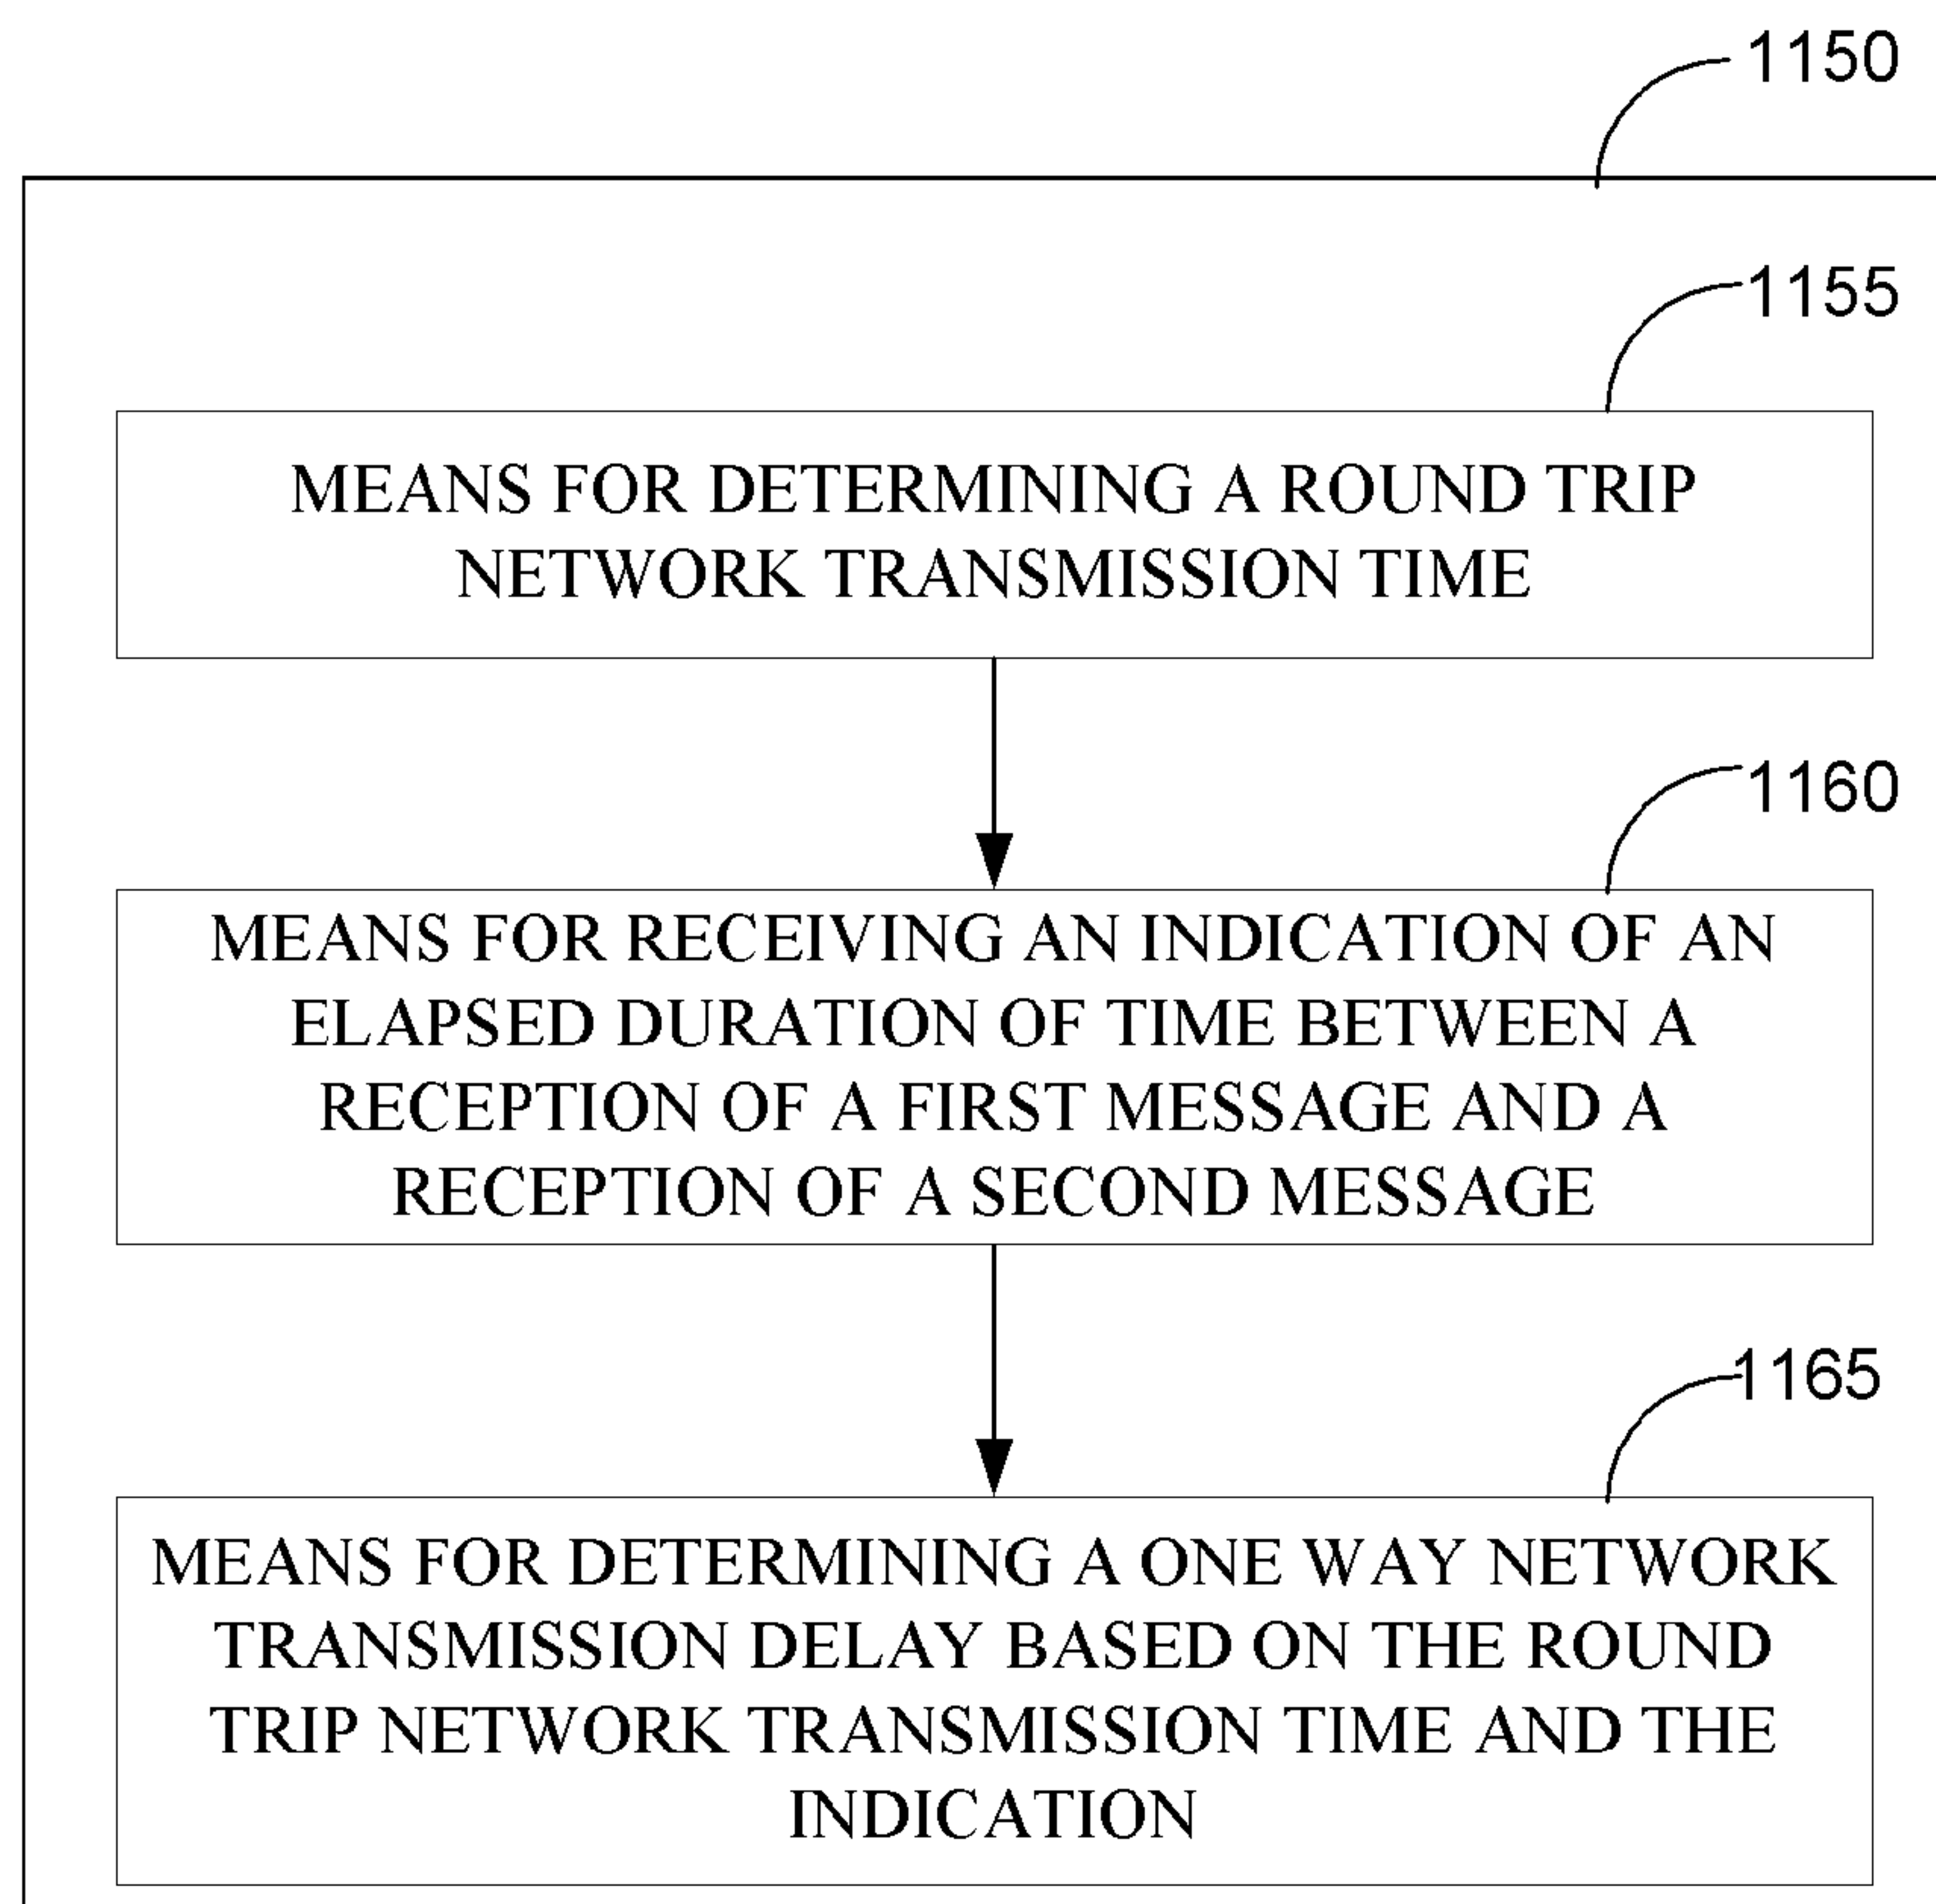 1150
1155
MEANS FOR DETERMINING A ROUND TRIP
NETWORK TRANSMISSION TIME
1160
MEANS FOR RECEIVING AN INDICATION OF AN
ELAPSED DURATION OF TIME BETWEEN A
RECEPTION OF A FIRST MESSAGE AND A
RECEPTION OF A SECOND MESSAGE
1165
MEANS FOR DETERMINING A ONE WAY NETWORK
TRANSMISSION DELAY BASED ON THE ROUND
TRIP NETWORK TRANSMISSION TIME AND THE
INDICATION